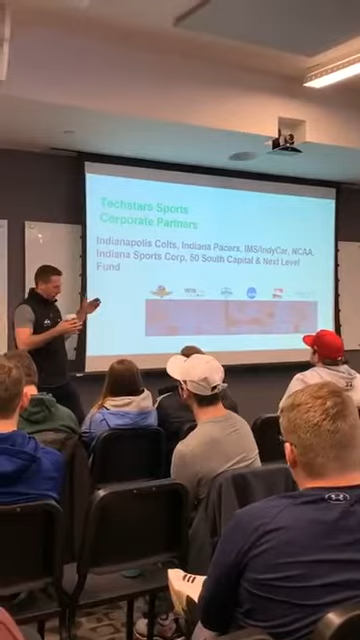 Techstars Sports
Corporate Partners
Indianapolis Colts, Indiana Pacers, IMS/IndyCar, NCAA,
Indiana Sports Corp, 50 South Capital & Next Level
Fund